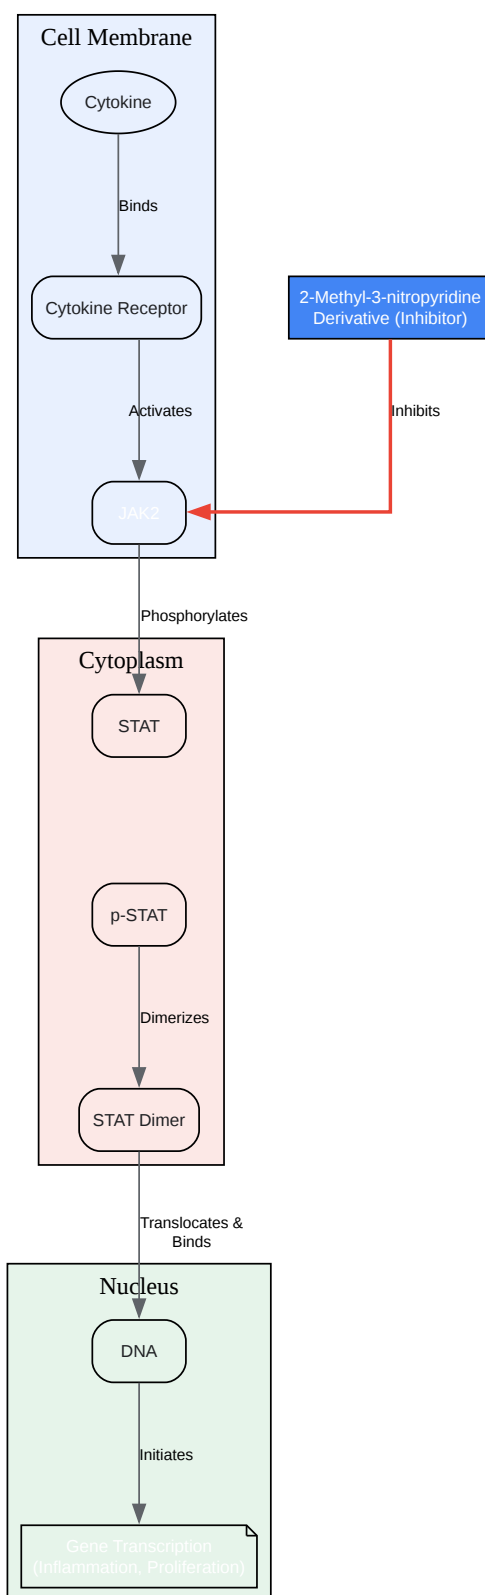 Cell Membrane
Cytokine
Binds
Cytokine Receptor
2-Methyl-3-nitropyridine
Derivative (Inhibitor)
Activates
Inhibits
JAK2
Phosphorylates
Cytoplasm
STAT
p-STAT
Dimerizes
STAT Dimer
Translocates &
Binds
Nucleus
DNA
Initiates
Gene Transcription
(Inflammation, Proliferation)